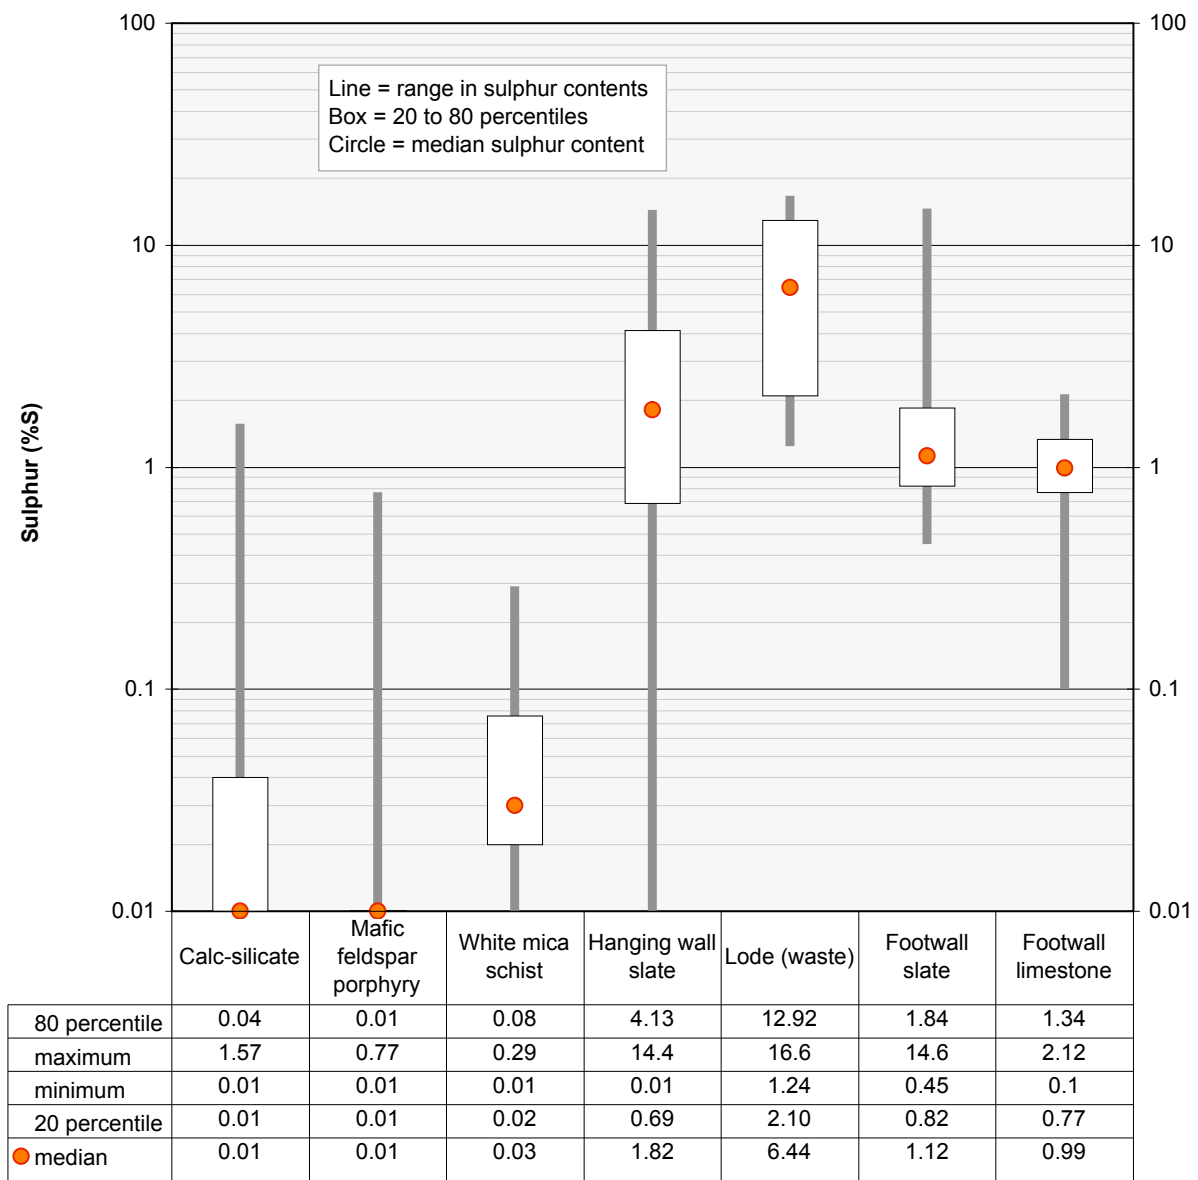 100
100
Line = range in sulphur contents
Box = 20 to 80 percentiles
Circle = median sulphur content
10
10
Sulphur (%S)
1
1
0.1
0.1
0.01
0.01
Calc-silicate
Mafic
feldspar
porphyry
White mica
schist
Hanging wall
slate
Lode (waste)
Footwall
slate
Footwall
limestone
80 percentile 0.04 0.01 0.08 4.13 12.92 1.84 1.34
maximum 1.57 0.77 0.29 14.4 16.6 14.6 2.12
minimum 0.01 0.01 0.01 0.01 1.24 0.45 0.1
20 percentile 0.01 0.01 0.02 0.69 2.10 0.82 0.77
median 0.01 0.01 0.03 1.82 6.44 1.12 0.99